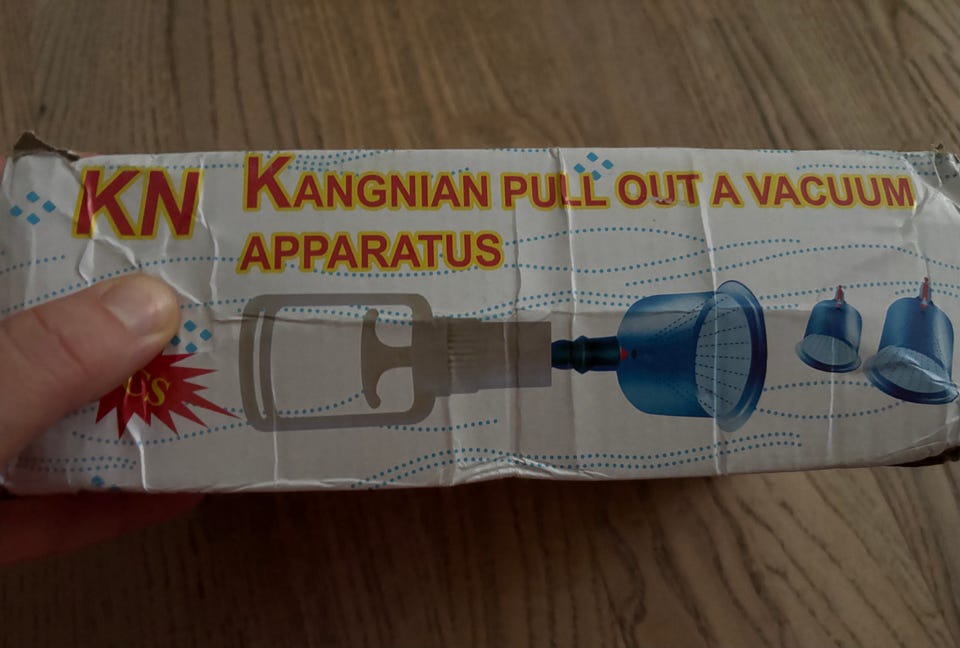 KN
KANGNIAN PULL OUT A VACUUM
APPARATUS